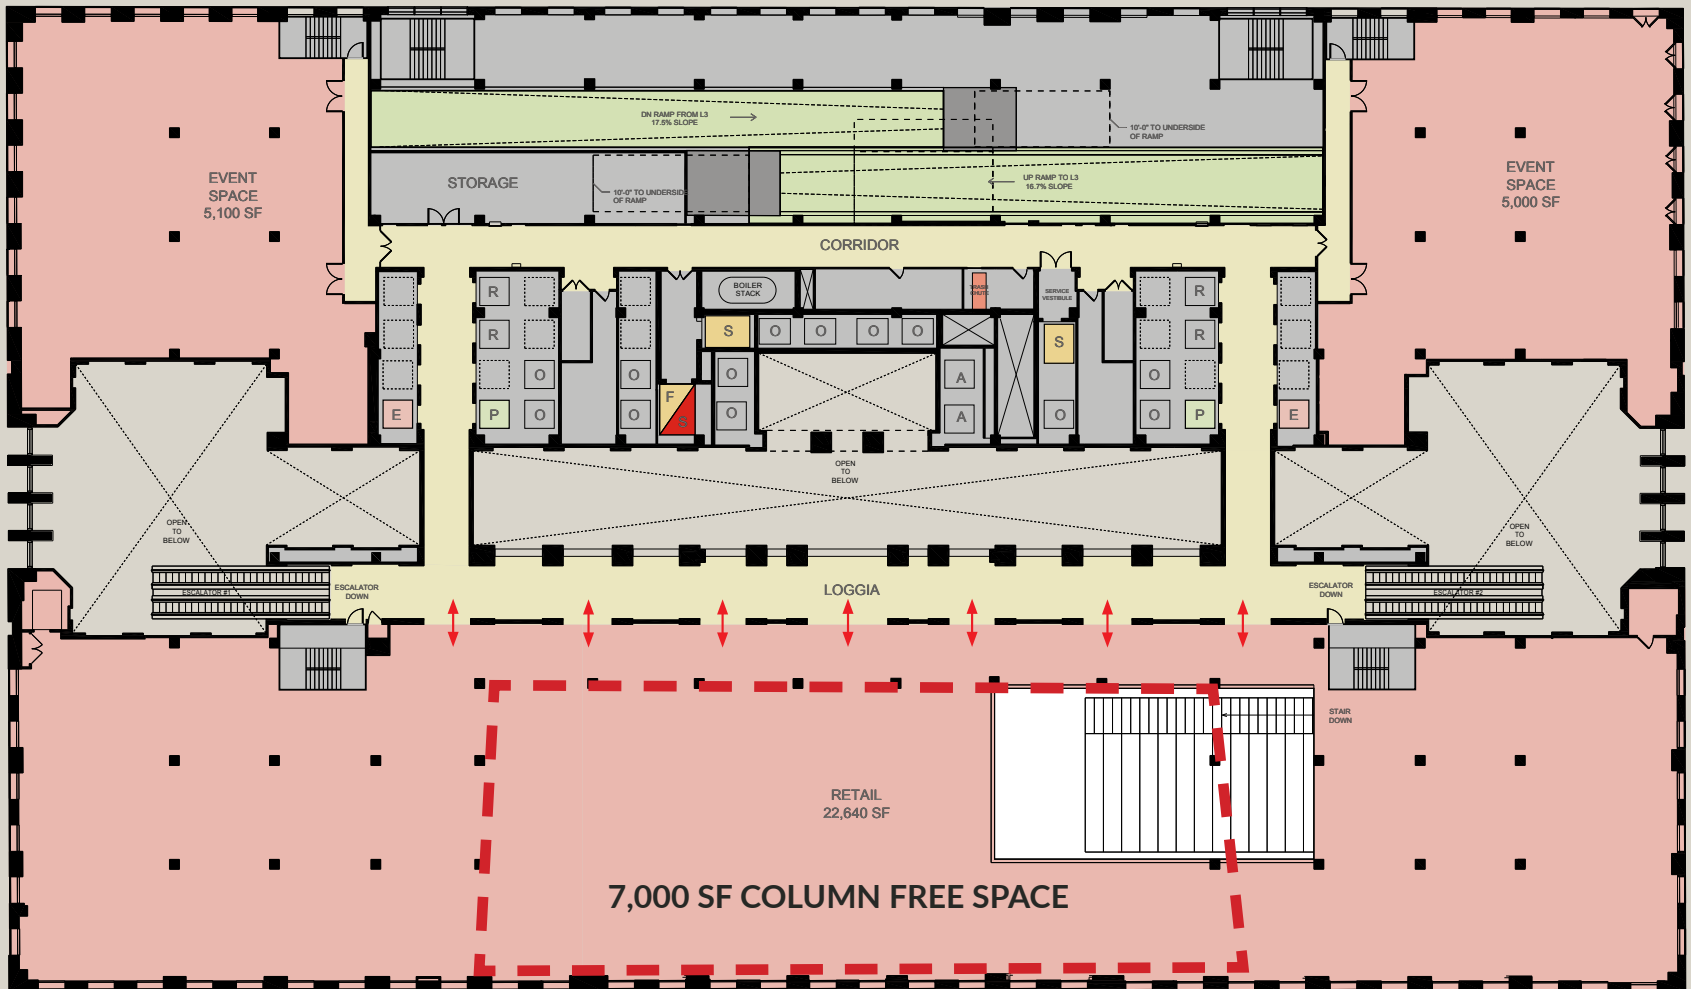 DN RAMP FROM L3
17.5% SLOPE
10'-0" TO UNDERSIDE
OF RAMP
EVENT
SPACE
5,100 SF
STORAGE
10'-0" TO UNDERSIDE
OF RAMP
UP RAMP TO L3
16.7% SLOPE
EVENT
SPACE
5,000 SF
CORRIDOR
BOILER
STACK
TRASH
CHUTE
SERVICE
VESTIBULE
R
R
R
R
S
O
O
O
O
S
O
O
O
A
O
E
P
O
O
F
S
O
A
O
O
P
E
OPEN
TO
BELOW
OPEN
TO
BELOW
OPEN
TO
BELOW
ESCALATOR #1
ESCALATOR
DOWN
LOGGIA
ESCALATOR
DOWN
ESCALATOR #2
STAIR
DOWN
RETAIL
22,640 SF
7,000 SF COLUMN FREE SPACE